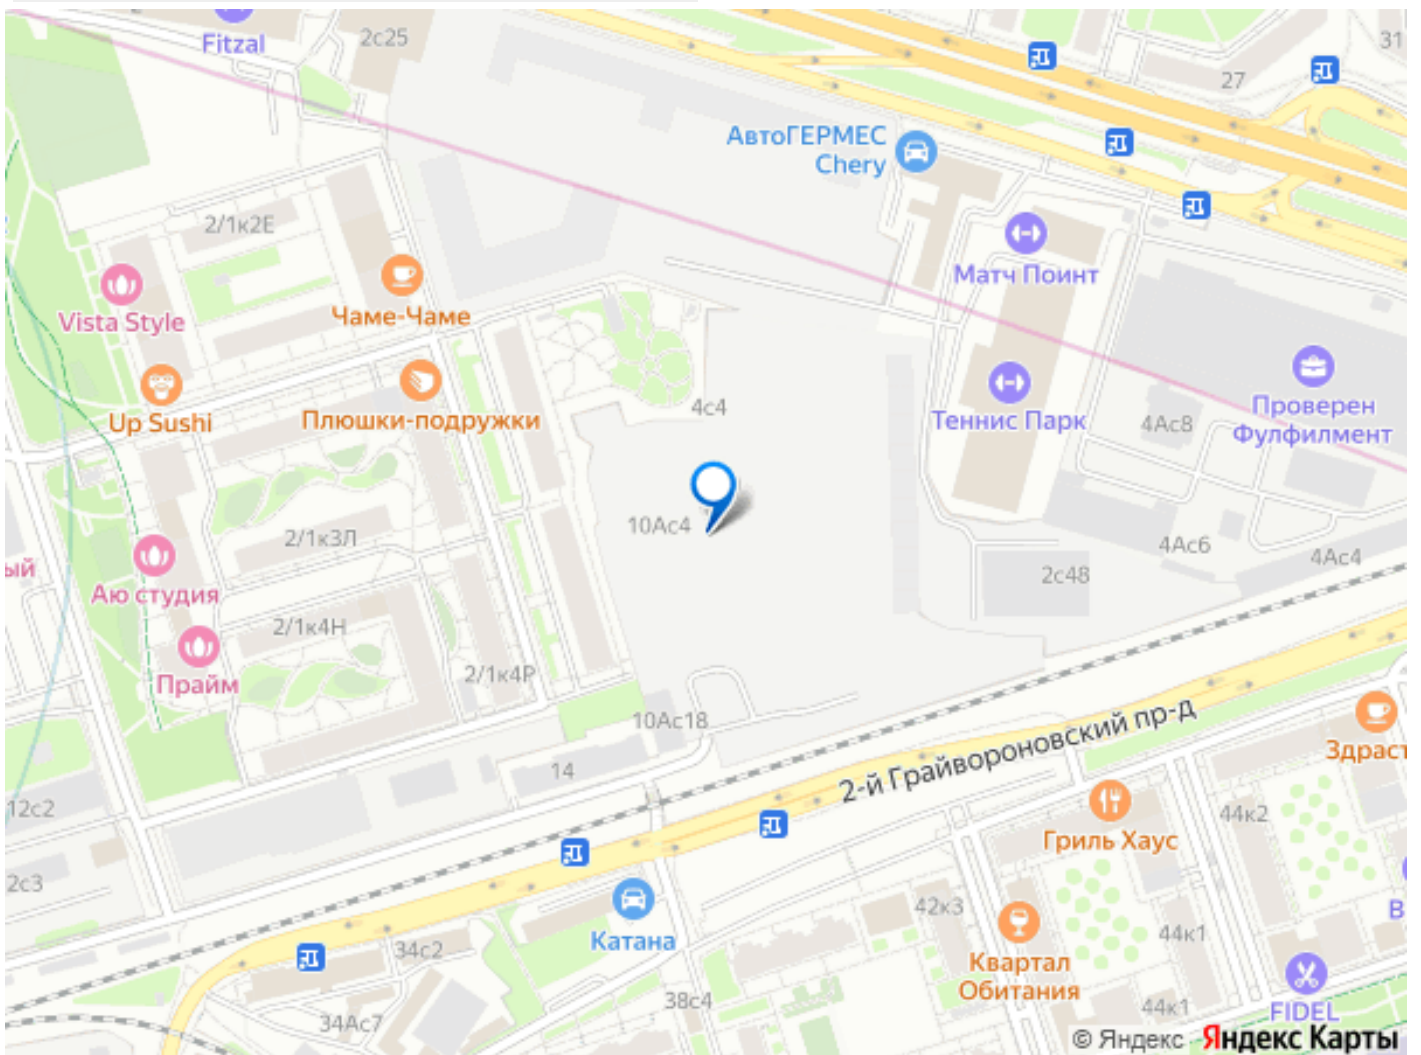 Fitzal
2с25
31
27
АвтоГЕРМЕС
Chery
2/1к2Е
Матч Поинт
Vista Style
Чаме-Чаме
Up Sushi
Плюшки-подружки
4с4
Теннис Парк
4Ас8
Проверен
Фулфилмент
10Ас4
2/1к3Л
4Ас6
4Ас4
ый
Аю студия
2с48
2/1к4Н
Прайм
2/1к4Р
10Ас18
2-й Грайвороновский пр-д
Здраст
14
12с2
Гриль Хаус
44к2
2с3
42к3
В
Катана
34с2
44к1
Квартал
Обитания
38с4
44к1
FIDEL
34Ас7
© Яндекс Яндекс Карты